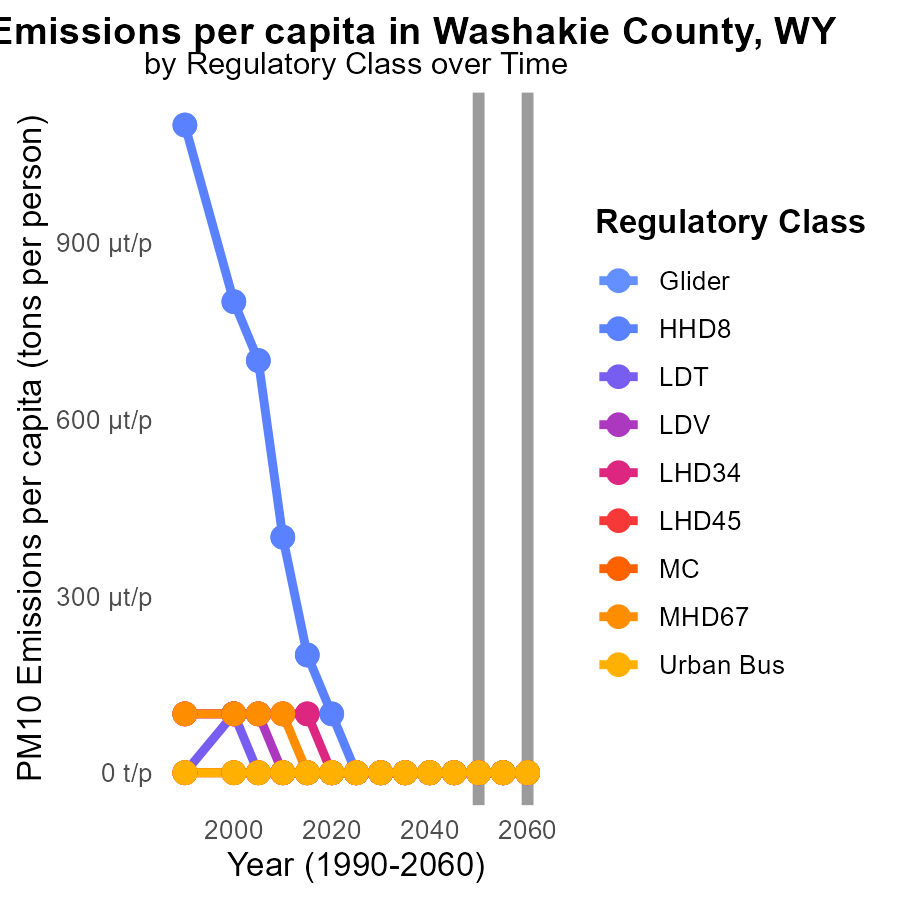 Emissions per capita in Washakie County, WY
by Regulatory Class over Time
PM10 Emissions per capita (tons per person)
900 µt/p
600 µt/p
300 µt/p
0 t/p
2000 2020 2040 2060
Year (1990-2060)
Regulatory Class
Glider
HHD8
LDT
LDV
LHD34
LHD45
MC
MHD67
Urban Bus